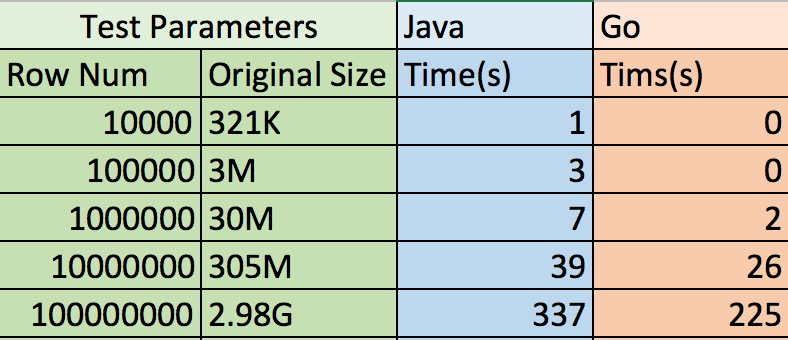 Test Parameters Java Go
Row Num Original Size Time(s) Tims(s)
10000 321K 1 0
100000 3M 3 0
1000000 30M 7 2
10000000 305M 39 26
100000000 2.98G 337 225